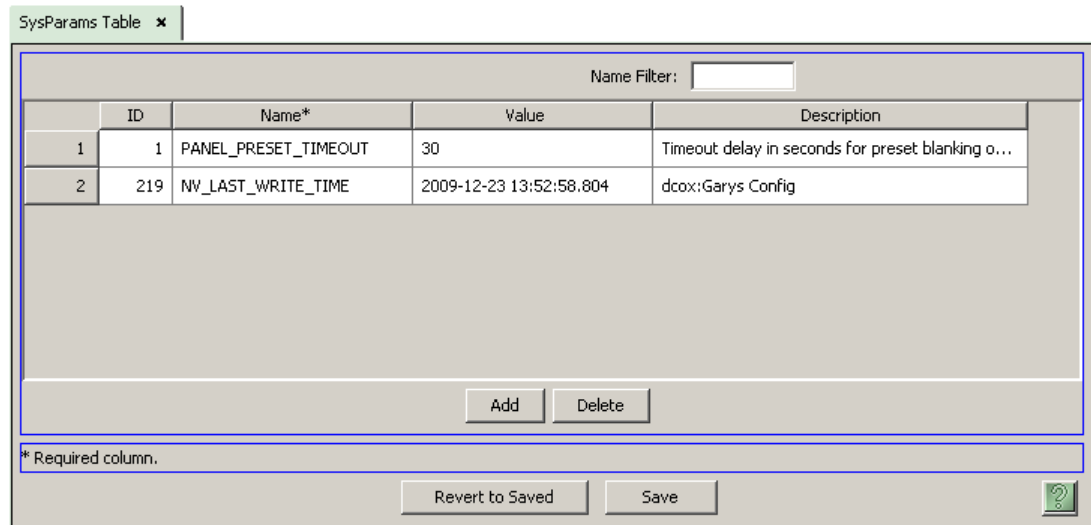 SysParams Table ×
Name Filter:
ID Name* Value Description
1 1 PANEL_PRESET_TIMEOUT 30 Timeout delay in seconds for preset blanking o...
2 219 NV_LAST_WRITE_TIME 2009-12-23 13:52:58.804 dcox:Garys Config
Add Delete
* Required column.
Revert to Saved Save ?